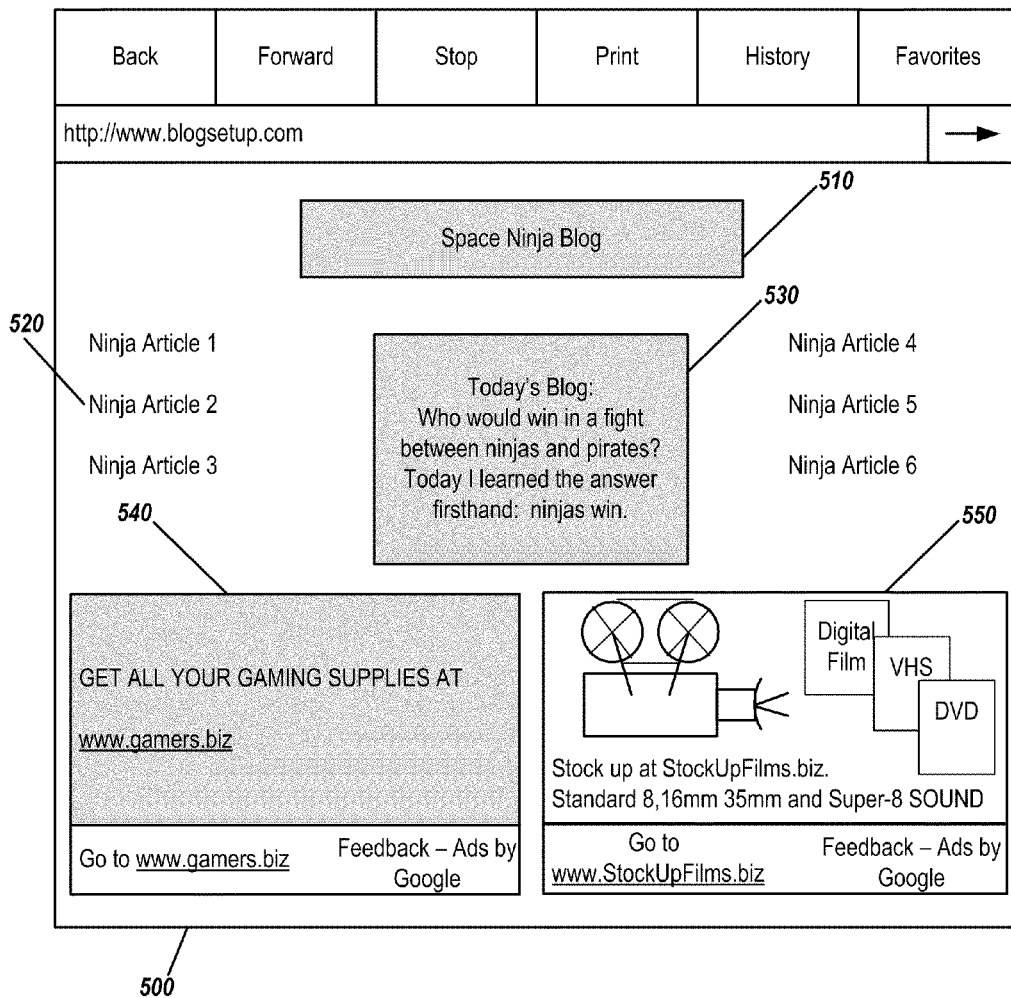 Back Forward Stop Print History Favorites
http://www.blogsetup.com
510
Space Ninja Blog
530
520
Ninja Article 1
Ninja Article 2
Ninja Article 3
Today's Blog:
Who would win in a fight
between ninjas and pirates?
Today I learned the answer
firsthand: ninjas win.
Ninja Article 4
Ninja Article 5
Ninja Article 6
540
550
GET ALL YOUR GAMING SUPPLIES AT
www.gamers.biz
Go to www.gamers.biz
Feedback – Ads by
Google
Digital
Film
VHS
DVD
Stock up at StockUpFilms.biz.
Standard 8,16mm 35mm and Super-8 SOUND
Go to
www.StockUpFilms.biz
Feedback – Ads by
Google
500